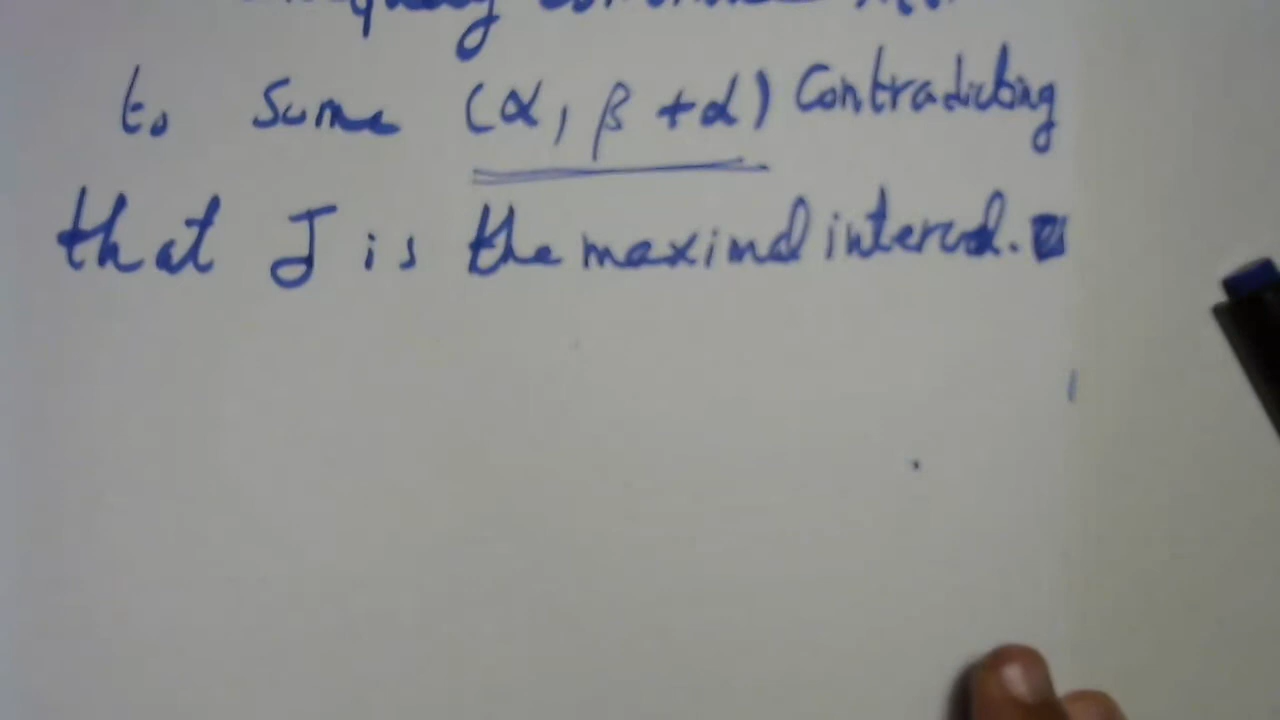 to some (α, β + α) Contradicting
that J is the maximal interval.